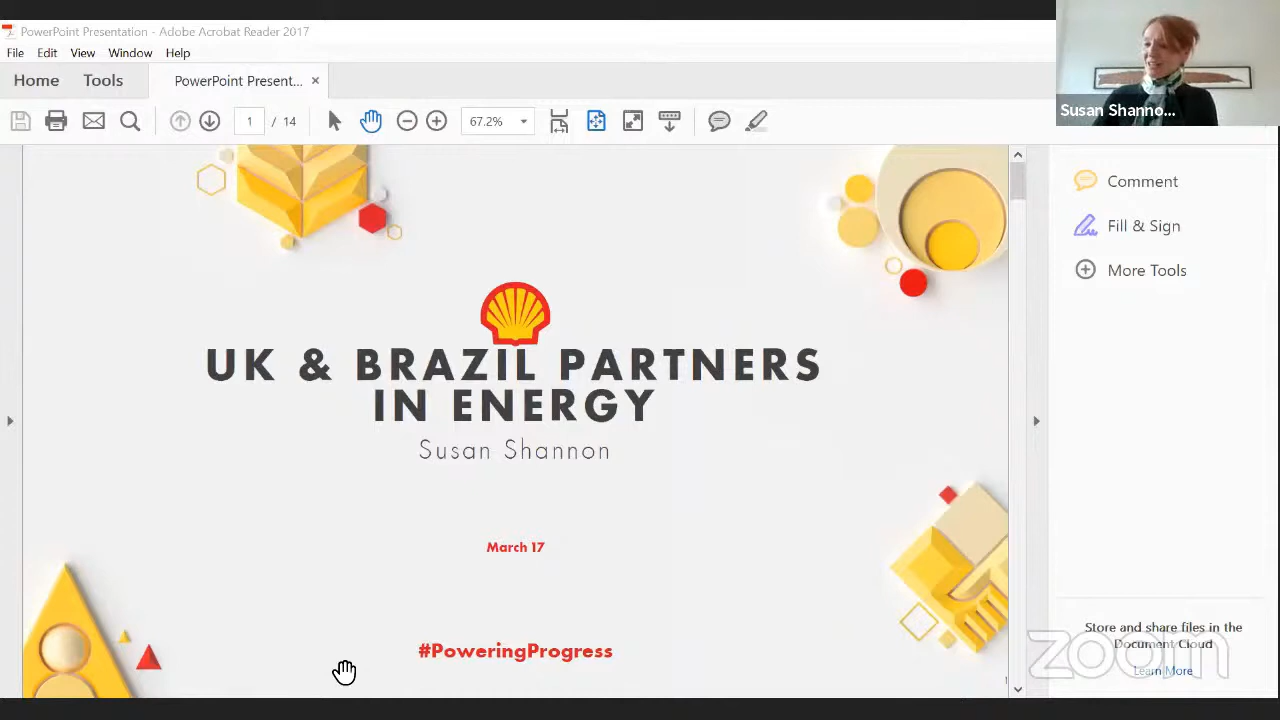 PowerPoint Presentation - Adobe Acrobat Reader 2017
File Edit View Window Help
Home Tools PowerPoint Present... ×
1 / 14 67.2%
Susan Shanno...
Comment
Fill & Sign
More Tools
UK & BRAZIL PARTNERS
IN ENERGY
Susan Shannon
March 17
#PoweringProgress
1
Store and share files in the
Document Cloud
Learn More
zoom